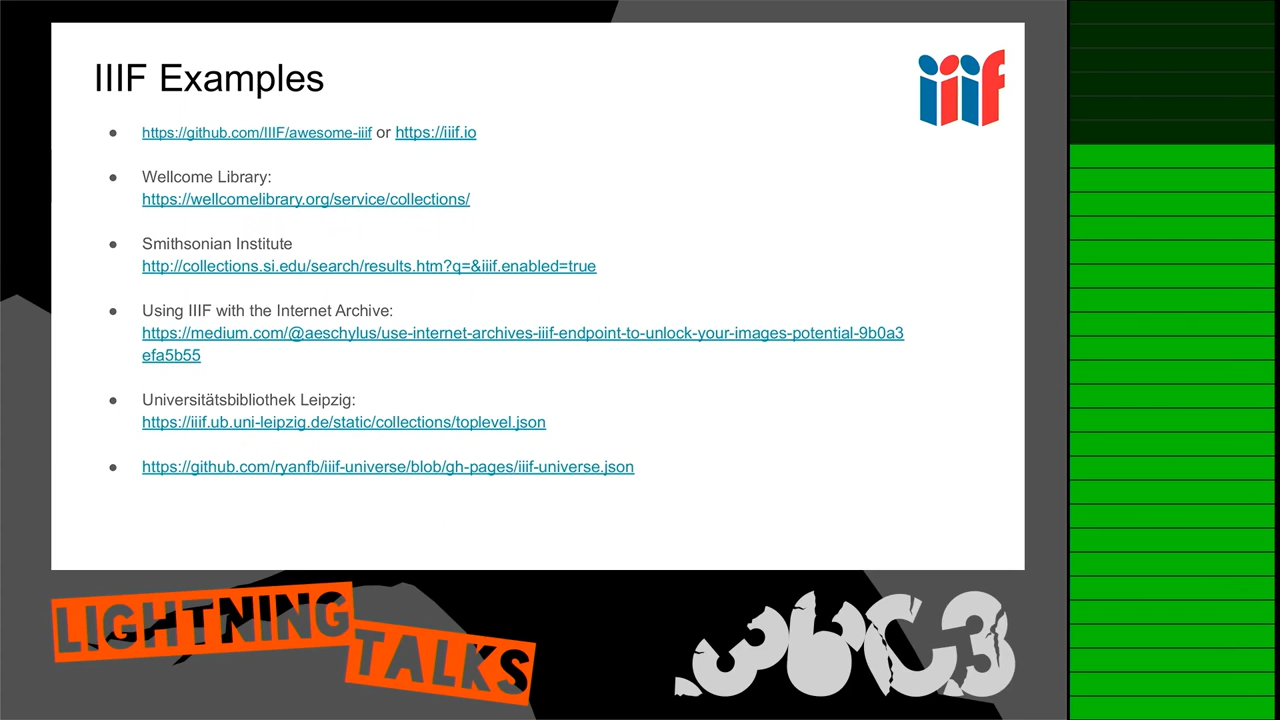 IIIF Examples
iiif
● https://github.com/IIIF/awesome-iiif or https://iiif.io
● Wellcome Library:
https://wellcomelibrary.org/service/collections/
● Smithsonian Institute
http://collections.si.edu/search/results.htm?q=&iiif.enabled=true
● Using IIIF with the Internet Archive:
https://medium.com/@aeschylus/use-internet-archives-iiif-endpoint-to-unlock-your-images-potential-9b0a3
efa5b55
● Universitätsbibliothek Leipzig:
https://iiif.ub.uni-leipzig.de/static/collections/toplevel.json
● https://github.com/ryanfb/iiif-universe/blob/gh-pages/iiif-universe.json
LIGHTNING
TALKS
36C3